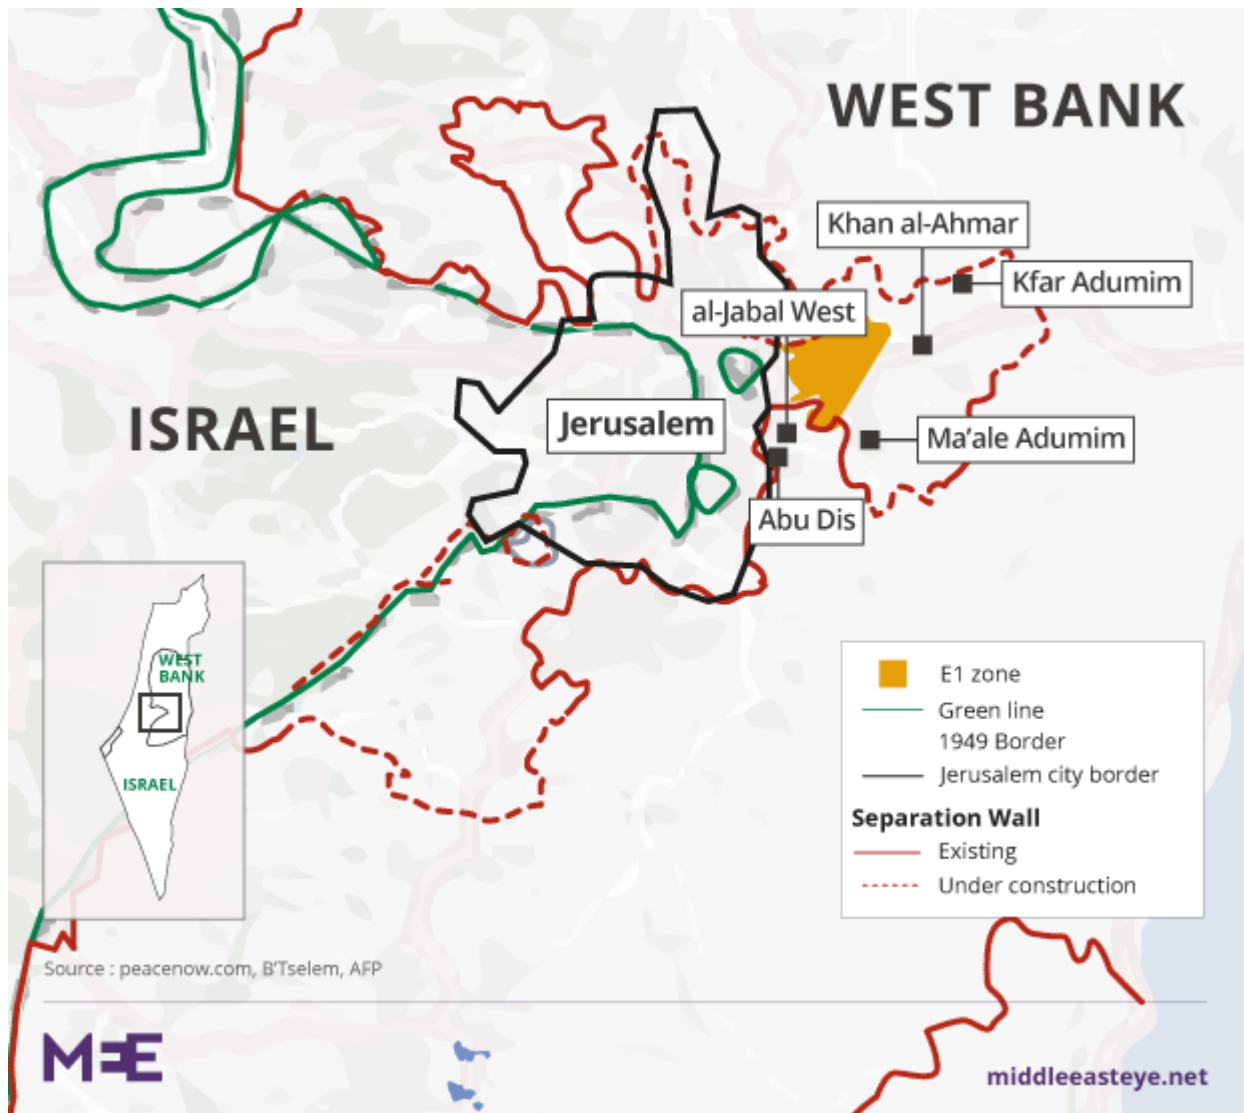 WEST BANK
Khan al-Ahmar
Kfar Adumim
al-Jabal West
ISRAEL
Jerusalem
Ma'ale Adumim
Abu Dis
WEST
BANK
ISRAEL
E1 zone
Green line
1949 Border
Jerusalem city border
Separation Wall
Existing
Under construction
Source : peacenow.com, B'Tselem, AFP
MEE
middleeasteye.net